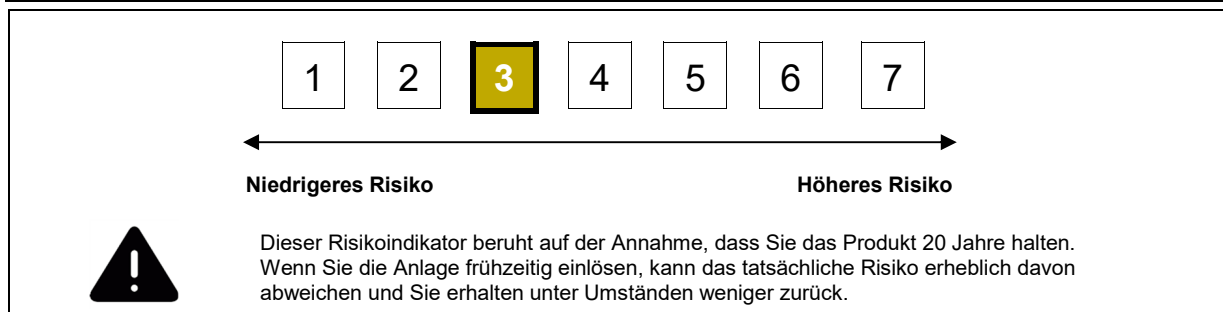 1 2 3 4 5 6 7
Niedrigeres Risiko Höheres Risiko
Dieser Risikoindikator beruht auf der Annahme, dass Sie das Produkt 20 Jahre halten.
Wenn Sie die Anlage frühzeitig einlösen, kann das tatsächliche Risiko erheblich davon
abweichen und Sie erhalten unter Umständen weniger zurück.